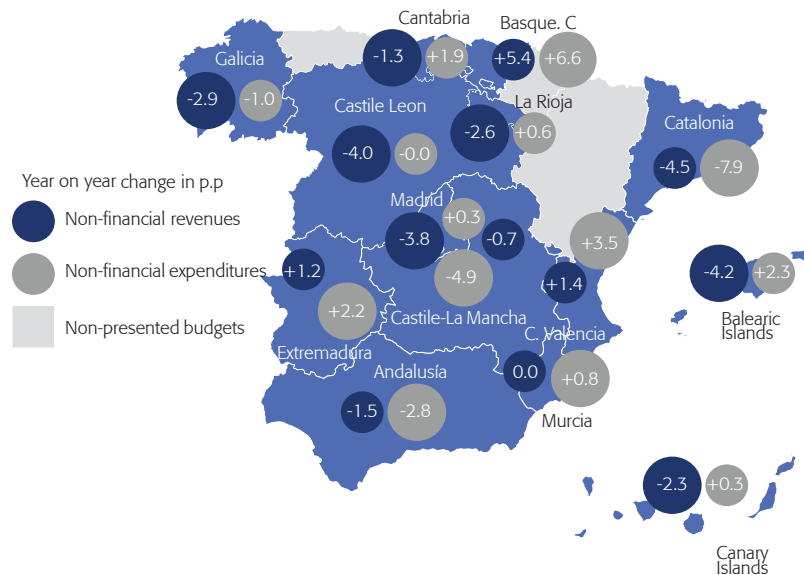 Cantabria
Basque. C
-1.3
+1.9
+5.4
+6.6
Galicia
-2.9
-1.0
Castile Leon
La Rioja
-2.6
+0.6
-4.0
-0.0
Catalonia
-4.5
-7.9
Year on year change in p.p
Non-financial revenues
Non-financial expenditures
Non-presented budgets
Madrid
+0.3
-3.8
-0.7
+3.5
-4.9
Castile-La Mancha
+1.2
+2.2
Extremadura
+1.4
C. Valencia
-4.2
+2.3
Balearic
Islands
Andalusía
-1.5
-2.8
0.0
+0.8
Murcia
-2.3
+0.3
Canary
Islands